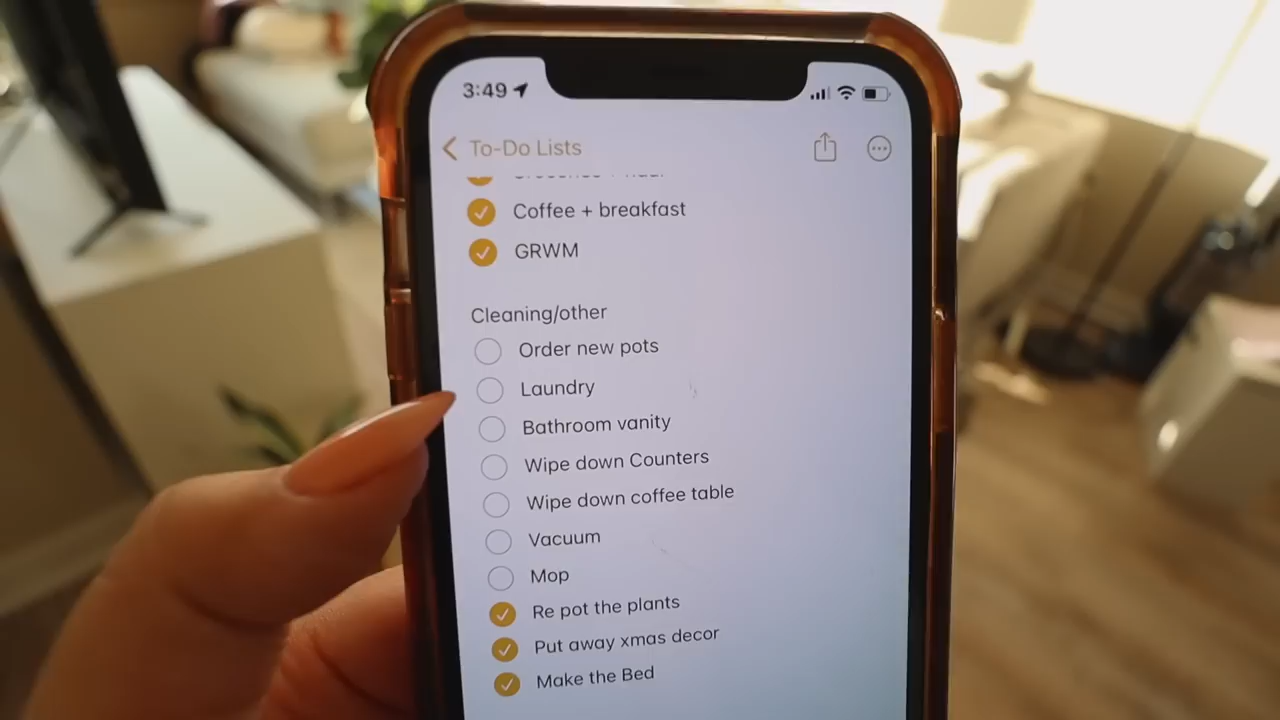 3:49
To-Do Lists
Coffee + breakfast
GRWM
Cleaning/other
Order new pots
Laundry
Bathroom vanity
Wipe down Counters
Wipe down coffee table
Vacuum
Mop
Re pot the plants
Put away xmas decor
Make the Bed